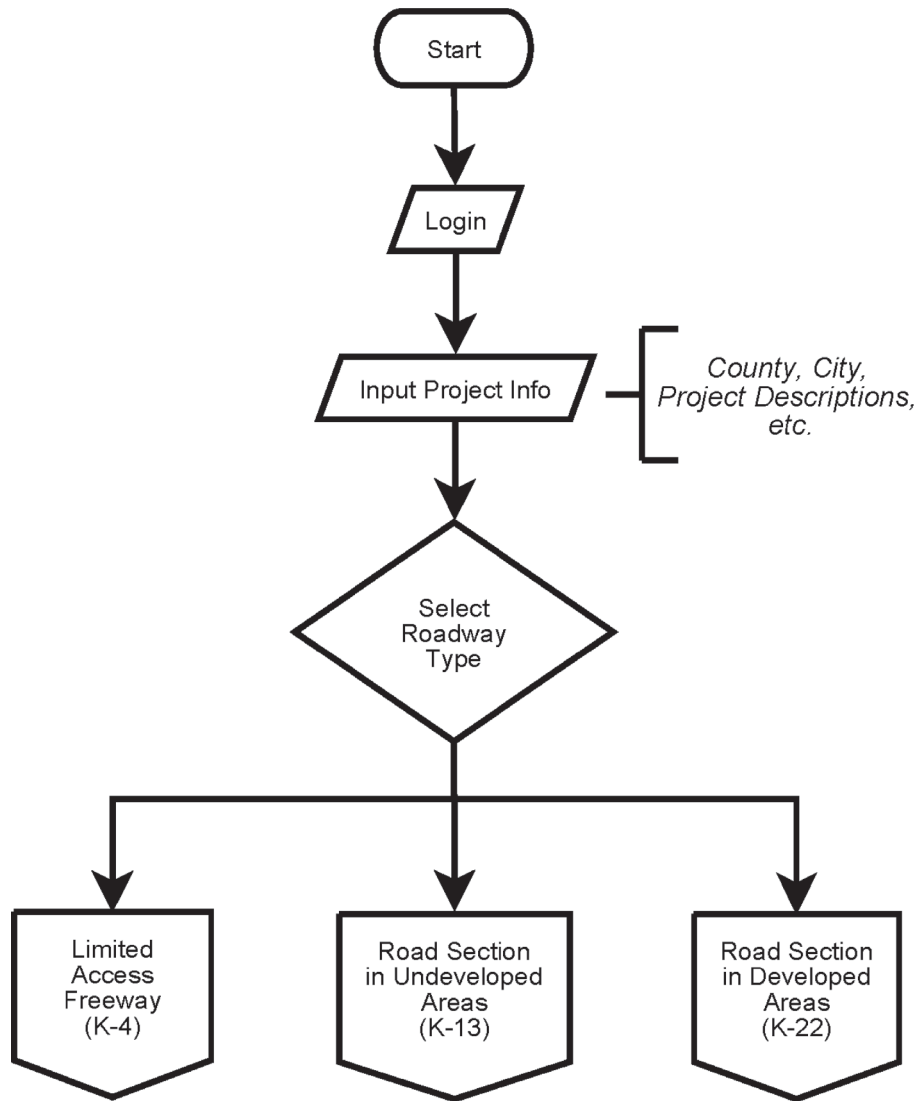 Start
Login
Input Project Info
County, City,
Project Descriptions,
etc.
Select
Roadway
Type
Limited
Access
Freeway
(K-4)
Road Section
in Undeveloped
Areas
(K-13)
Road Section
in Developed
Areas
(K-22)